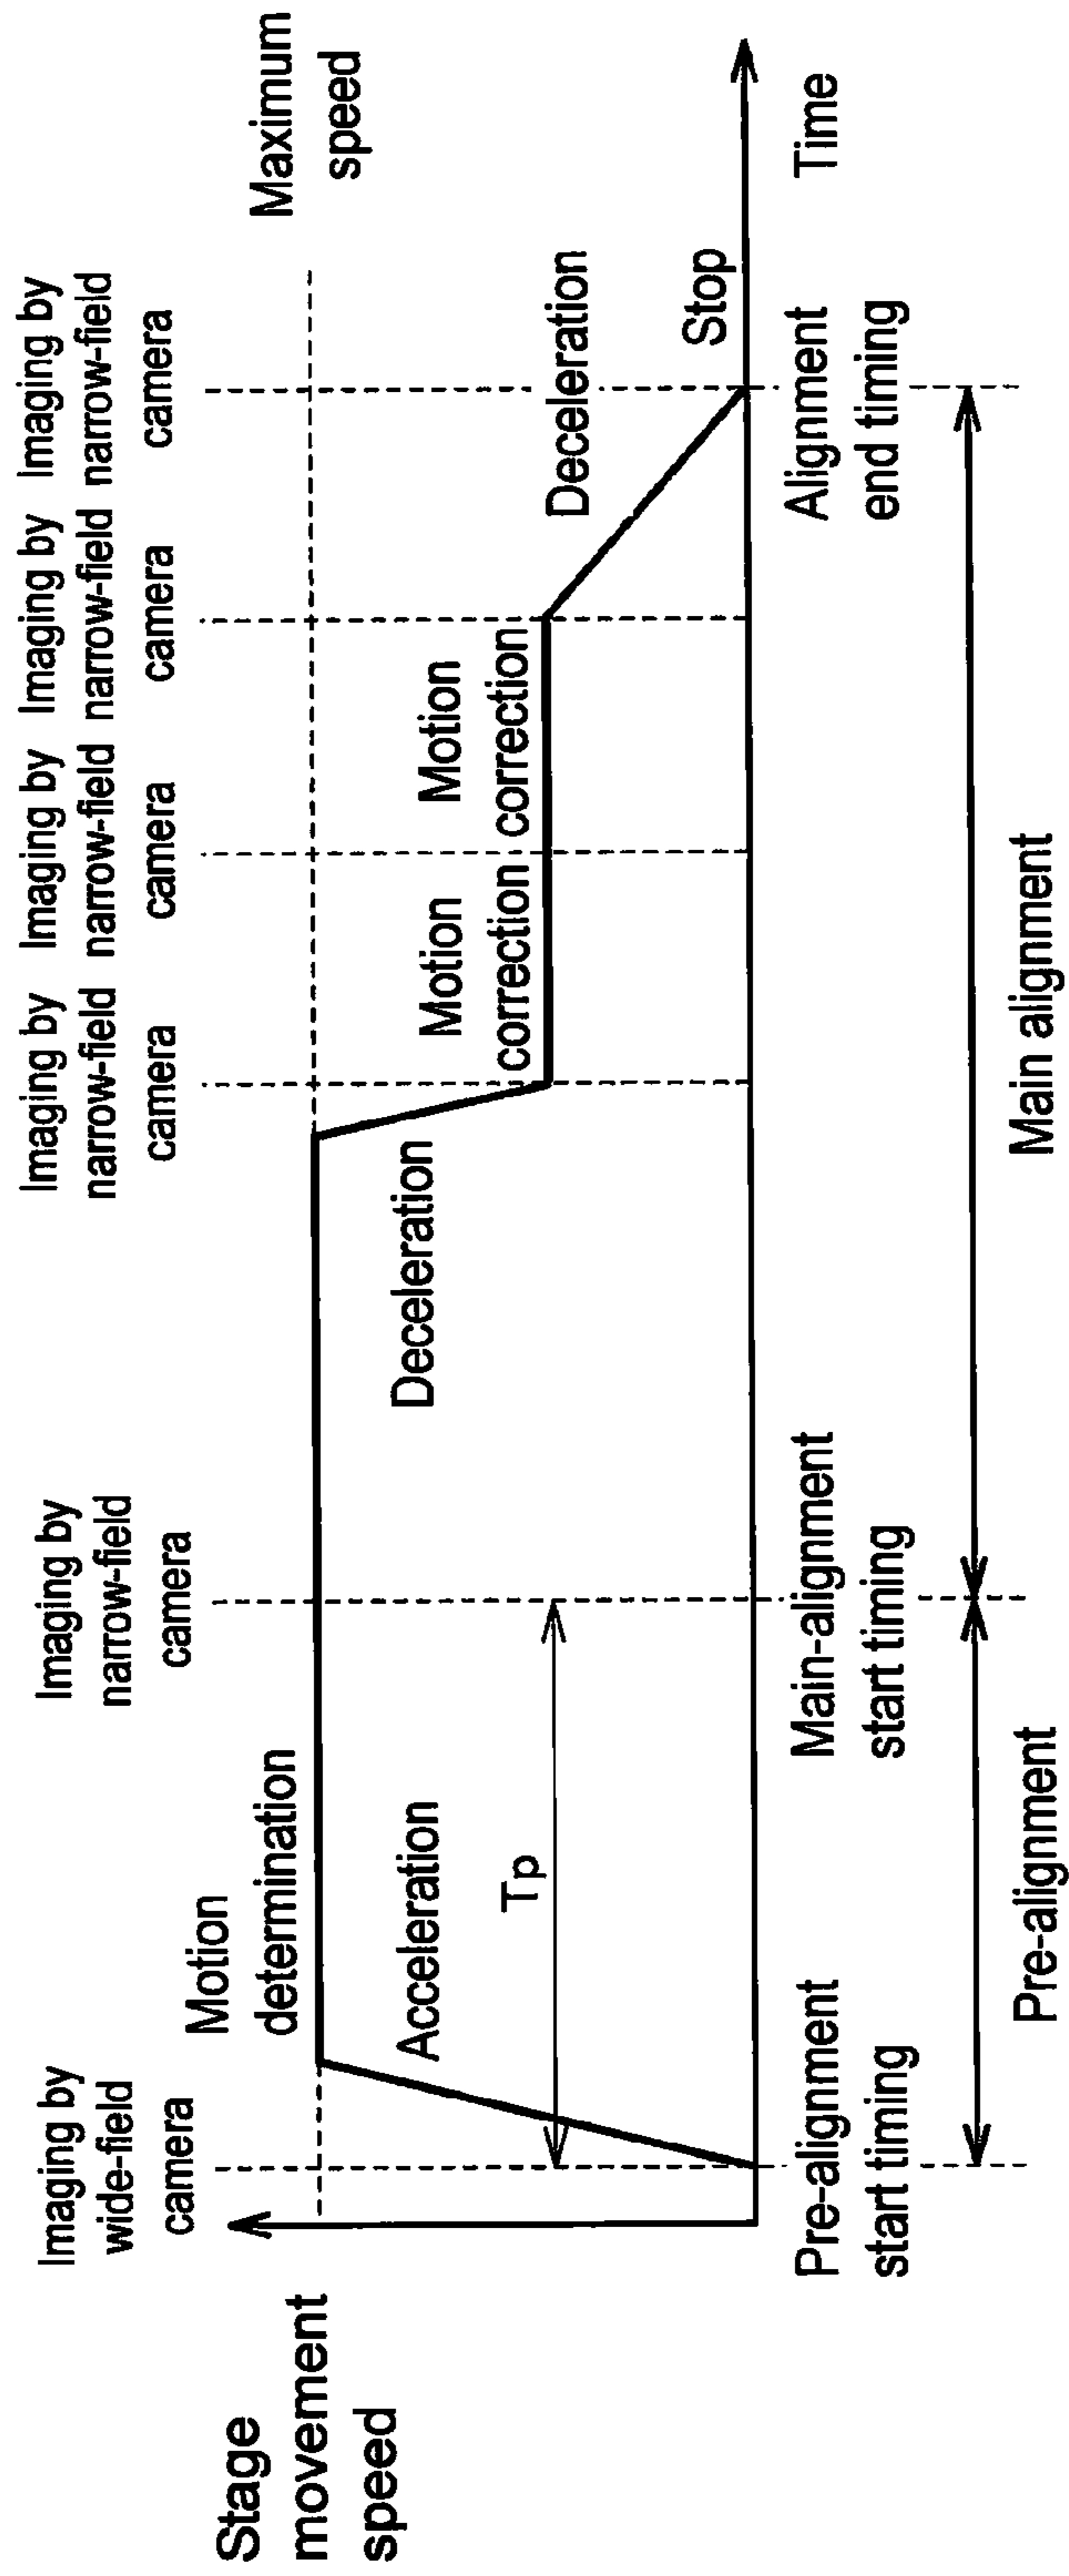 Stage
movement
speed
Imaging by
wide-field
camera
Imaging by
narrow-field
camera
Imaging by
narrow-field
camera
Imaging by
narrow-field
camera
Imaging by
narrow-field
camera
Imaging by
narrow-field
camera
Maximum
speed
Motion
determination
Acceleration
Tp
Deceleration
Motion
correction
Motion
correction
Deceleration
Stop
Time
Pre-alignment
start timing
Main-alignment
start timing
Alignment
end timing
Pre-alignment
Main alignment